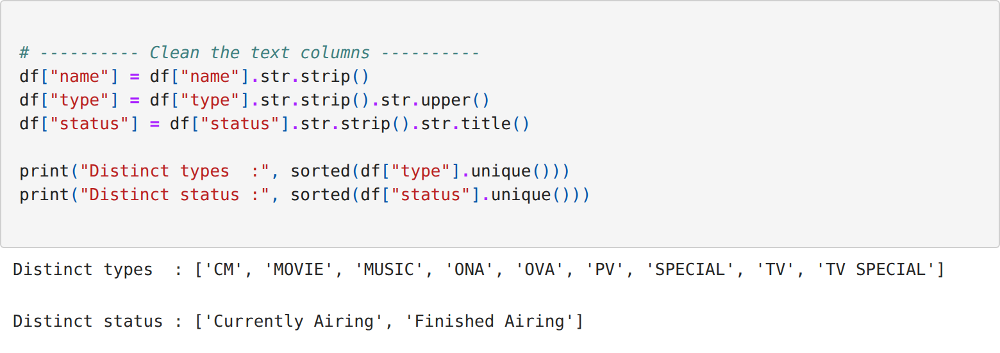 # ---------- Clean the text columns ----------
df["name"] = df["name"].str.strip()
df["type"] = df["type"].str.strip().str.upper()
df["status"] = df["status"].str.strip().str.title()
print("Distinct types  :", sorted(df["type"].unique()))
print("Distinct status :", sorted(df["status"].unique()))
Distinct types  : ['CM', 'MOVIE', 'MUSIC', 'ONA', 'OVA', 'PV', 'SPECIAL', 'TV', 'TV SPECIAL']
Distinct status : ['Currently Airing', 'Finished Airing']